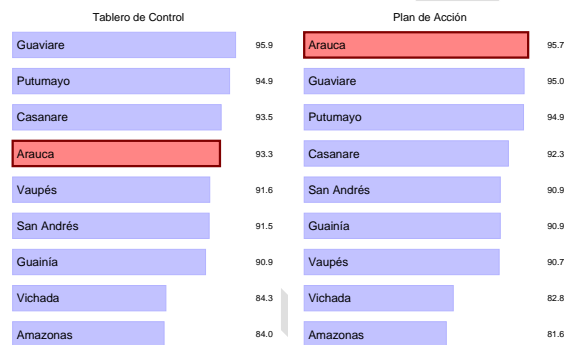 Tablero de Control
Guaviare 95.9
Putumayo 94.9
Casanare 93.5
Arauca 93.3
Vaupés 91.6
San Andrés 91.5
Guainía 90.9
Vichada 84.3
Amazonas 84.0
Plan de Acción
Arauca 95.7
Guaviare 95.0
Putumayo 94.9
Casanare 92.3
San Andrés 90.9
Guainía 90.9
Vaupés 90.7
Vichada 82.8
Amazonas 81.6